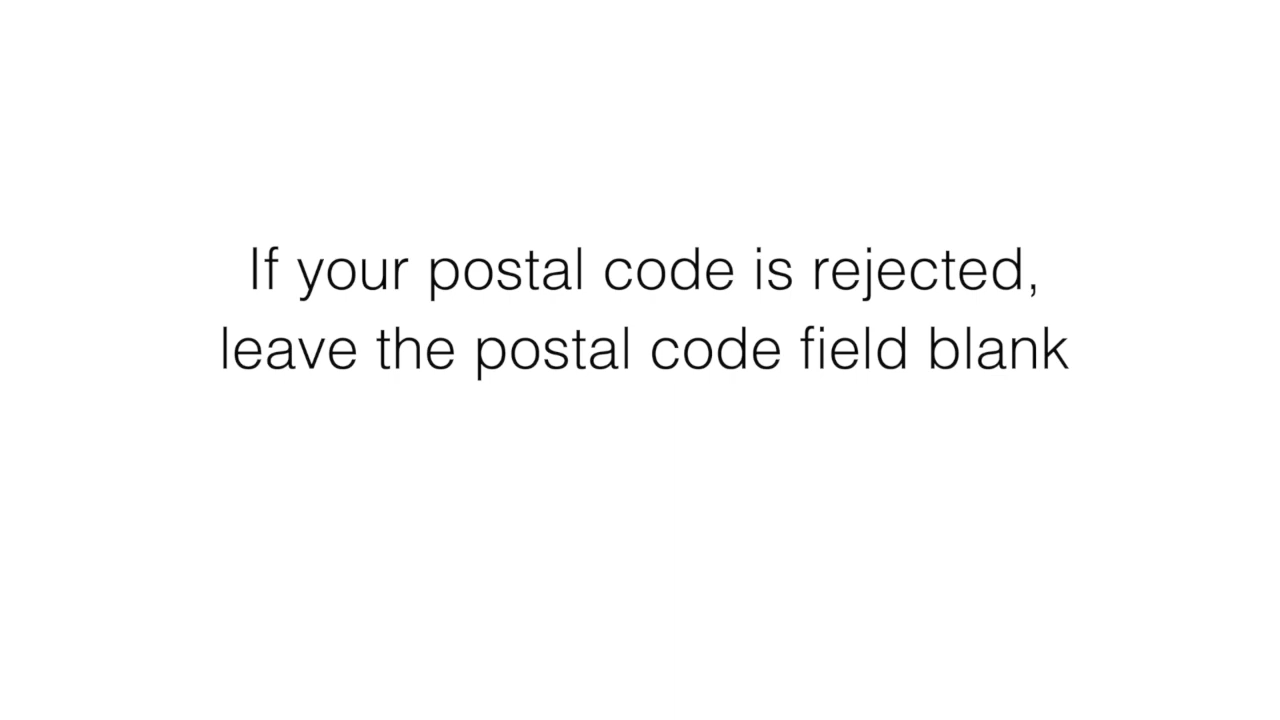 If your postal code is rejected,
leave the postal code field blank